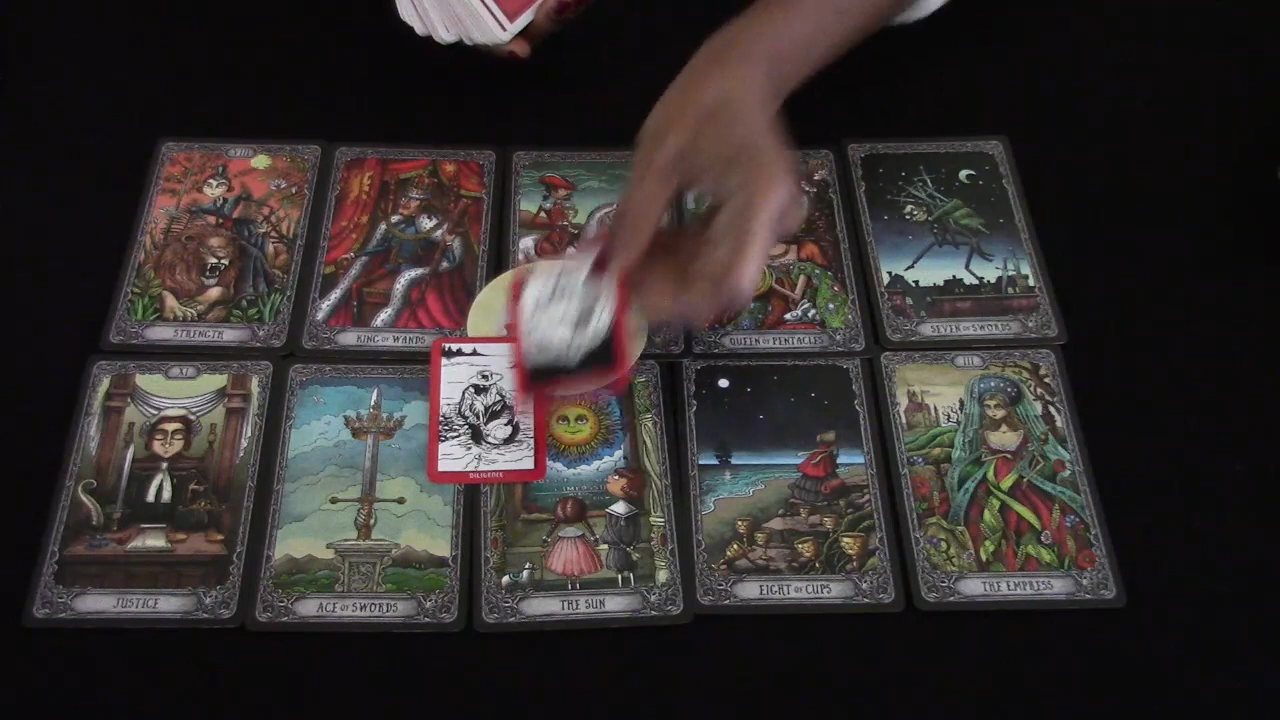 VIII
STRENGTH
KING OF WANDS
QUEEN OF PENTACLES
SEVEN OF SWORDS
XI
JUSTICE
ACE OF SWORDS
DILIGENCE
THE SUN
EIGHT OF CUPS
III
THE EMPRESS